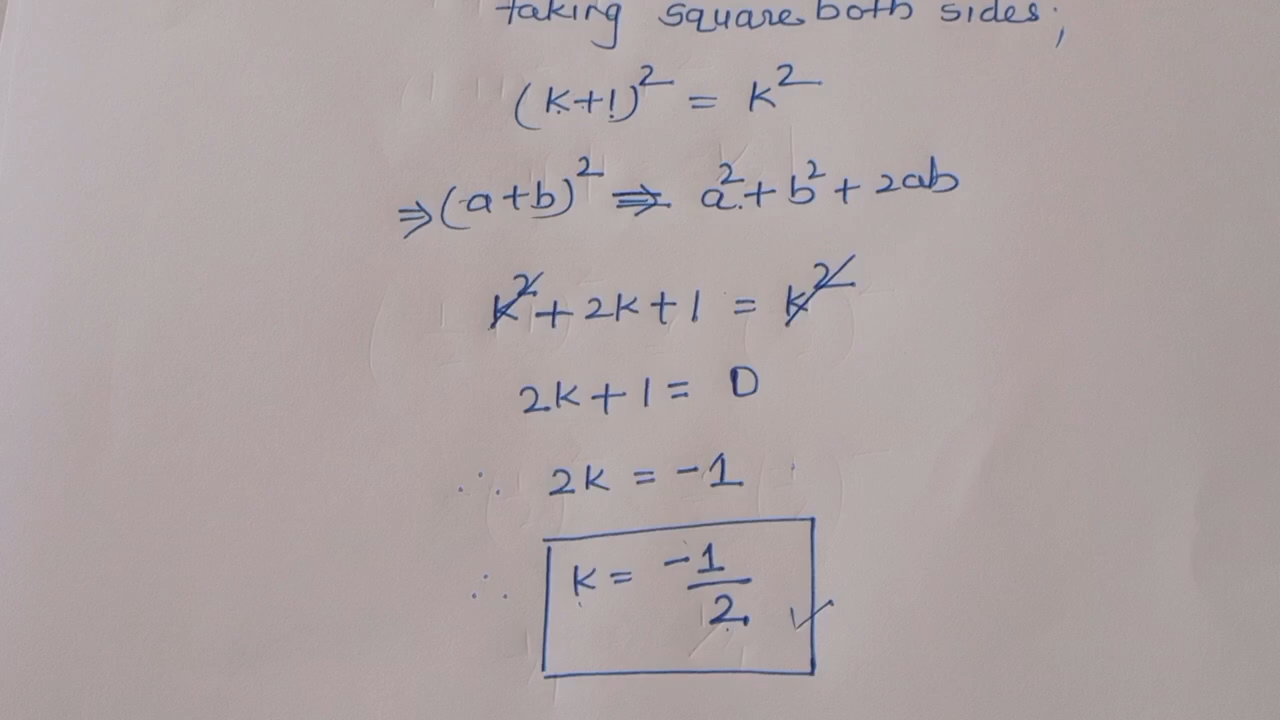 taking square both sides;
(k+1)² = k²
⇒ (a+b)² ⇒ a² + b² + 2ab
k² + 2k + 1 = k²
2k + 1 = 0
∴ 2k = -1
∴ k = -1/2 ✓